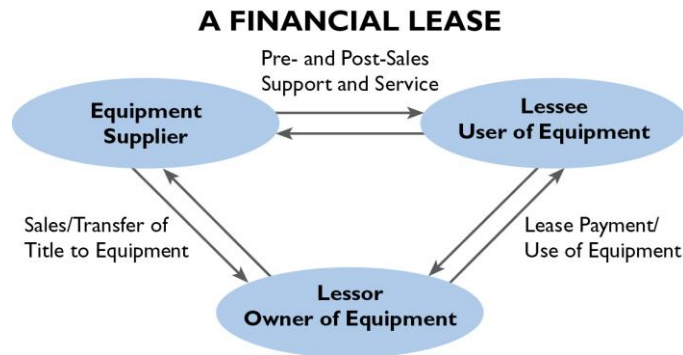 A FINANCIAL LEASE
Pre- and Post-Sales
Support and Service
Equipment
Supplier
Lessee
User of Equipment
Sales/Transfer of
Title to Equipment
Lease Payment/
Use of Equipment
Lessor
Owner of Equipment